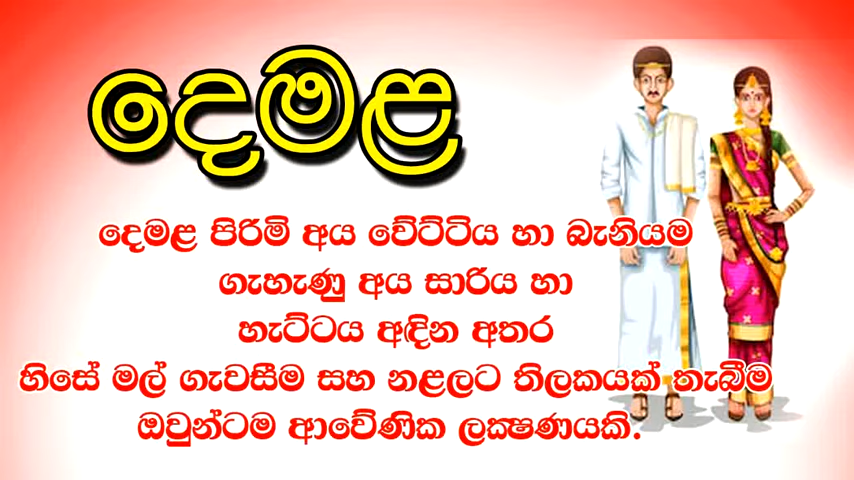 දෙමළ
දෙමළ පිරිමි අය වේට්ටිය හා බැනියම
ගැහැණු අය සාරිය හා
හැට්ටය අඳින අතර
හිසේ මල් ගැවසීම සහ නළලට තිලකයක් තැබීම
ඔවුන්ටම ආවේණික ලක්‍ෂණයකි.